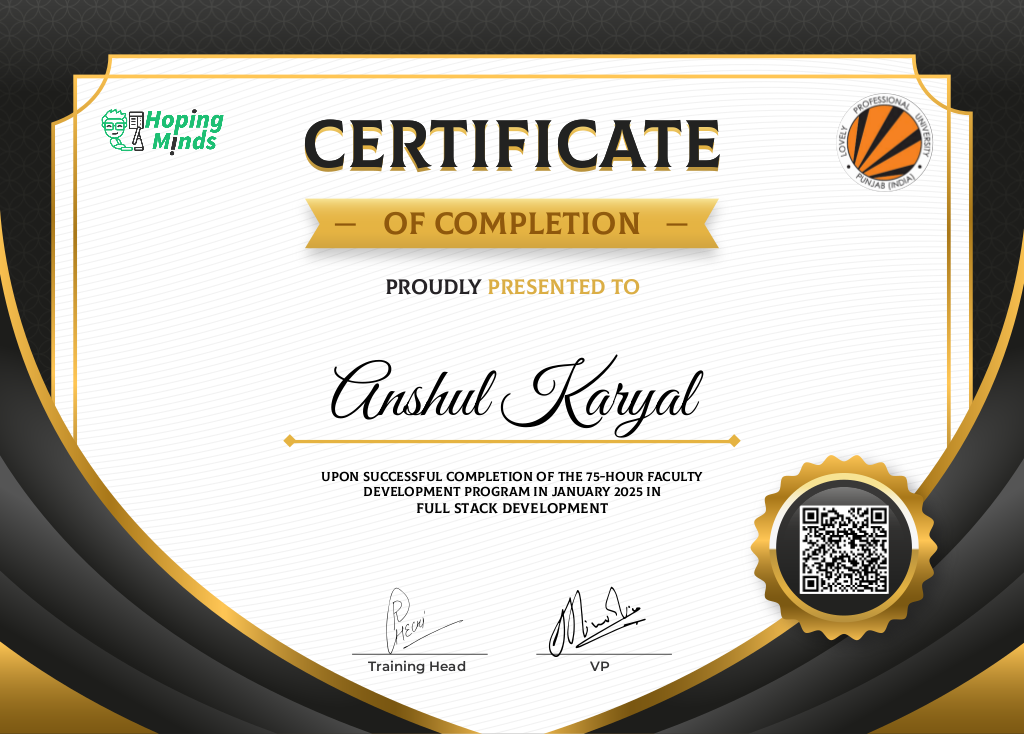 Hoping
Minds
LOVELY PROFESSIONAL UNIVERSITY
PUNJAB (INDIA)
CERTIFICATE
OF COMPLETION
PROUDLY PRESENTED TO
Anshul Karyal
UPON SUCCESSFUL COMPLETION OF THE 75-HOUR FACULTY
DEVELOPMENT PROGRAM IN JANUARY 2025 IN
FULL STACK DEVELOPMENT
Training Head
VP